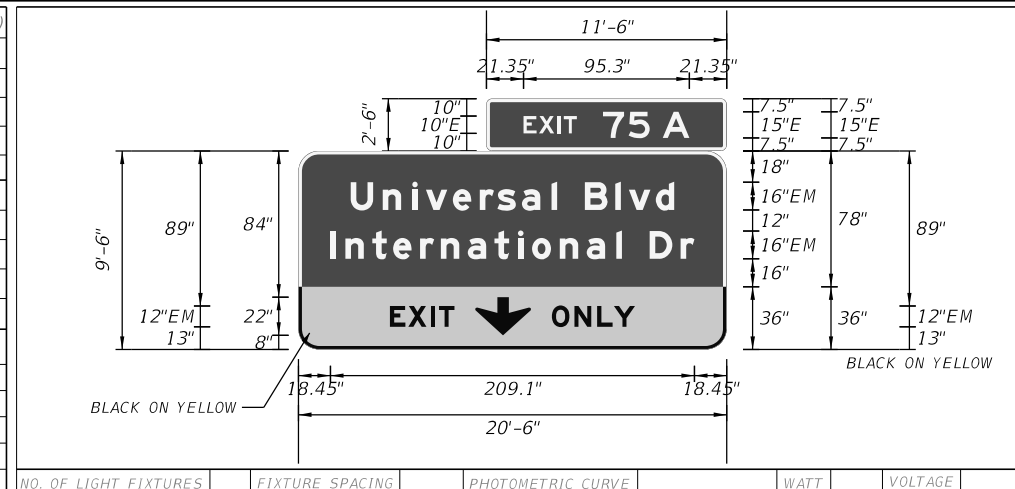 11'-6"
21.35" 95.3" 21.35"
2'-6"
10"
10"E
10"
EXIT 75 A
7.5" 7.5"
15"E 15"E
7.5" 7.5"
9'-6"
89"
12"EM
13"
84"
22"
8"
Universal Blvd
International Dr
EXIT ONLY
18"
16"EM
12"
16"EM
16"
36"
78"
36"
89"
12"EM
13"
BLACK ON YELLOW
18.45" 209.1" 18.45"
BLACK ON YELLOW
20'-6"
NO. OF LIGHT FIXTURES FIXTURE SPACING PHOTOMETRIC CURVE WATT VOLTAGE